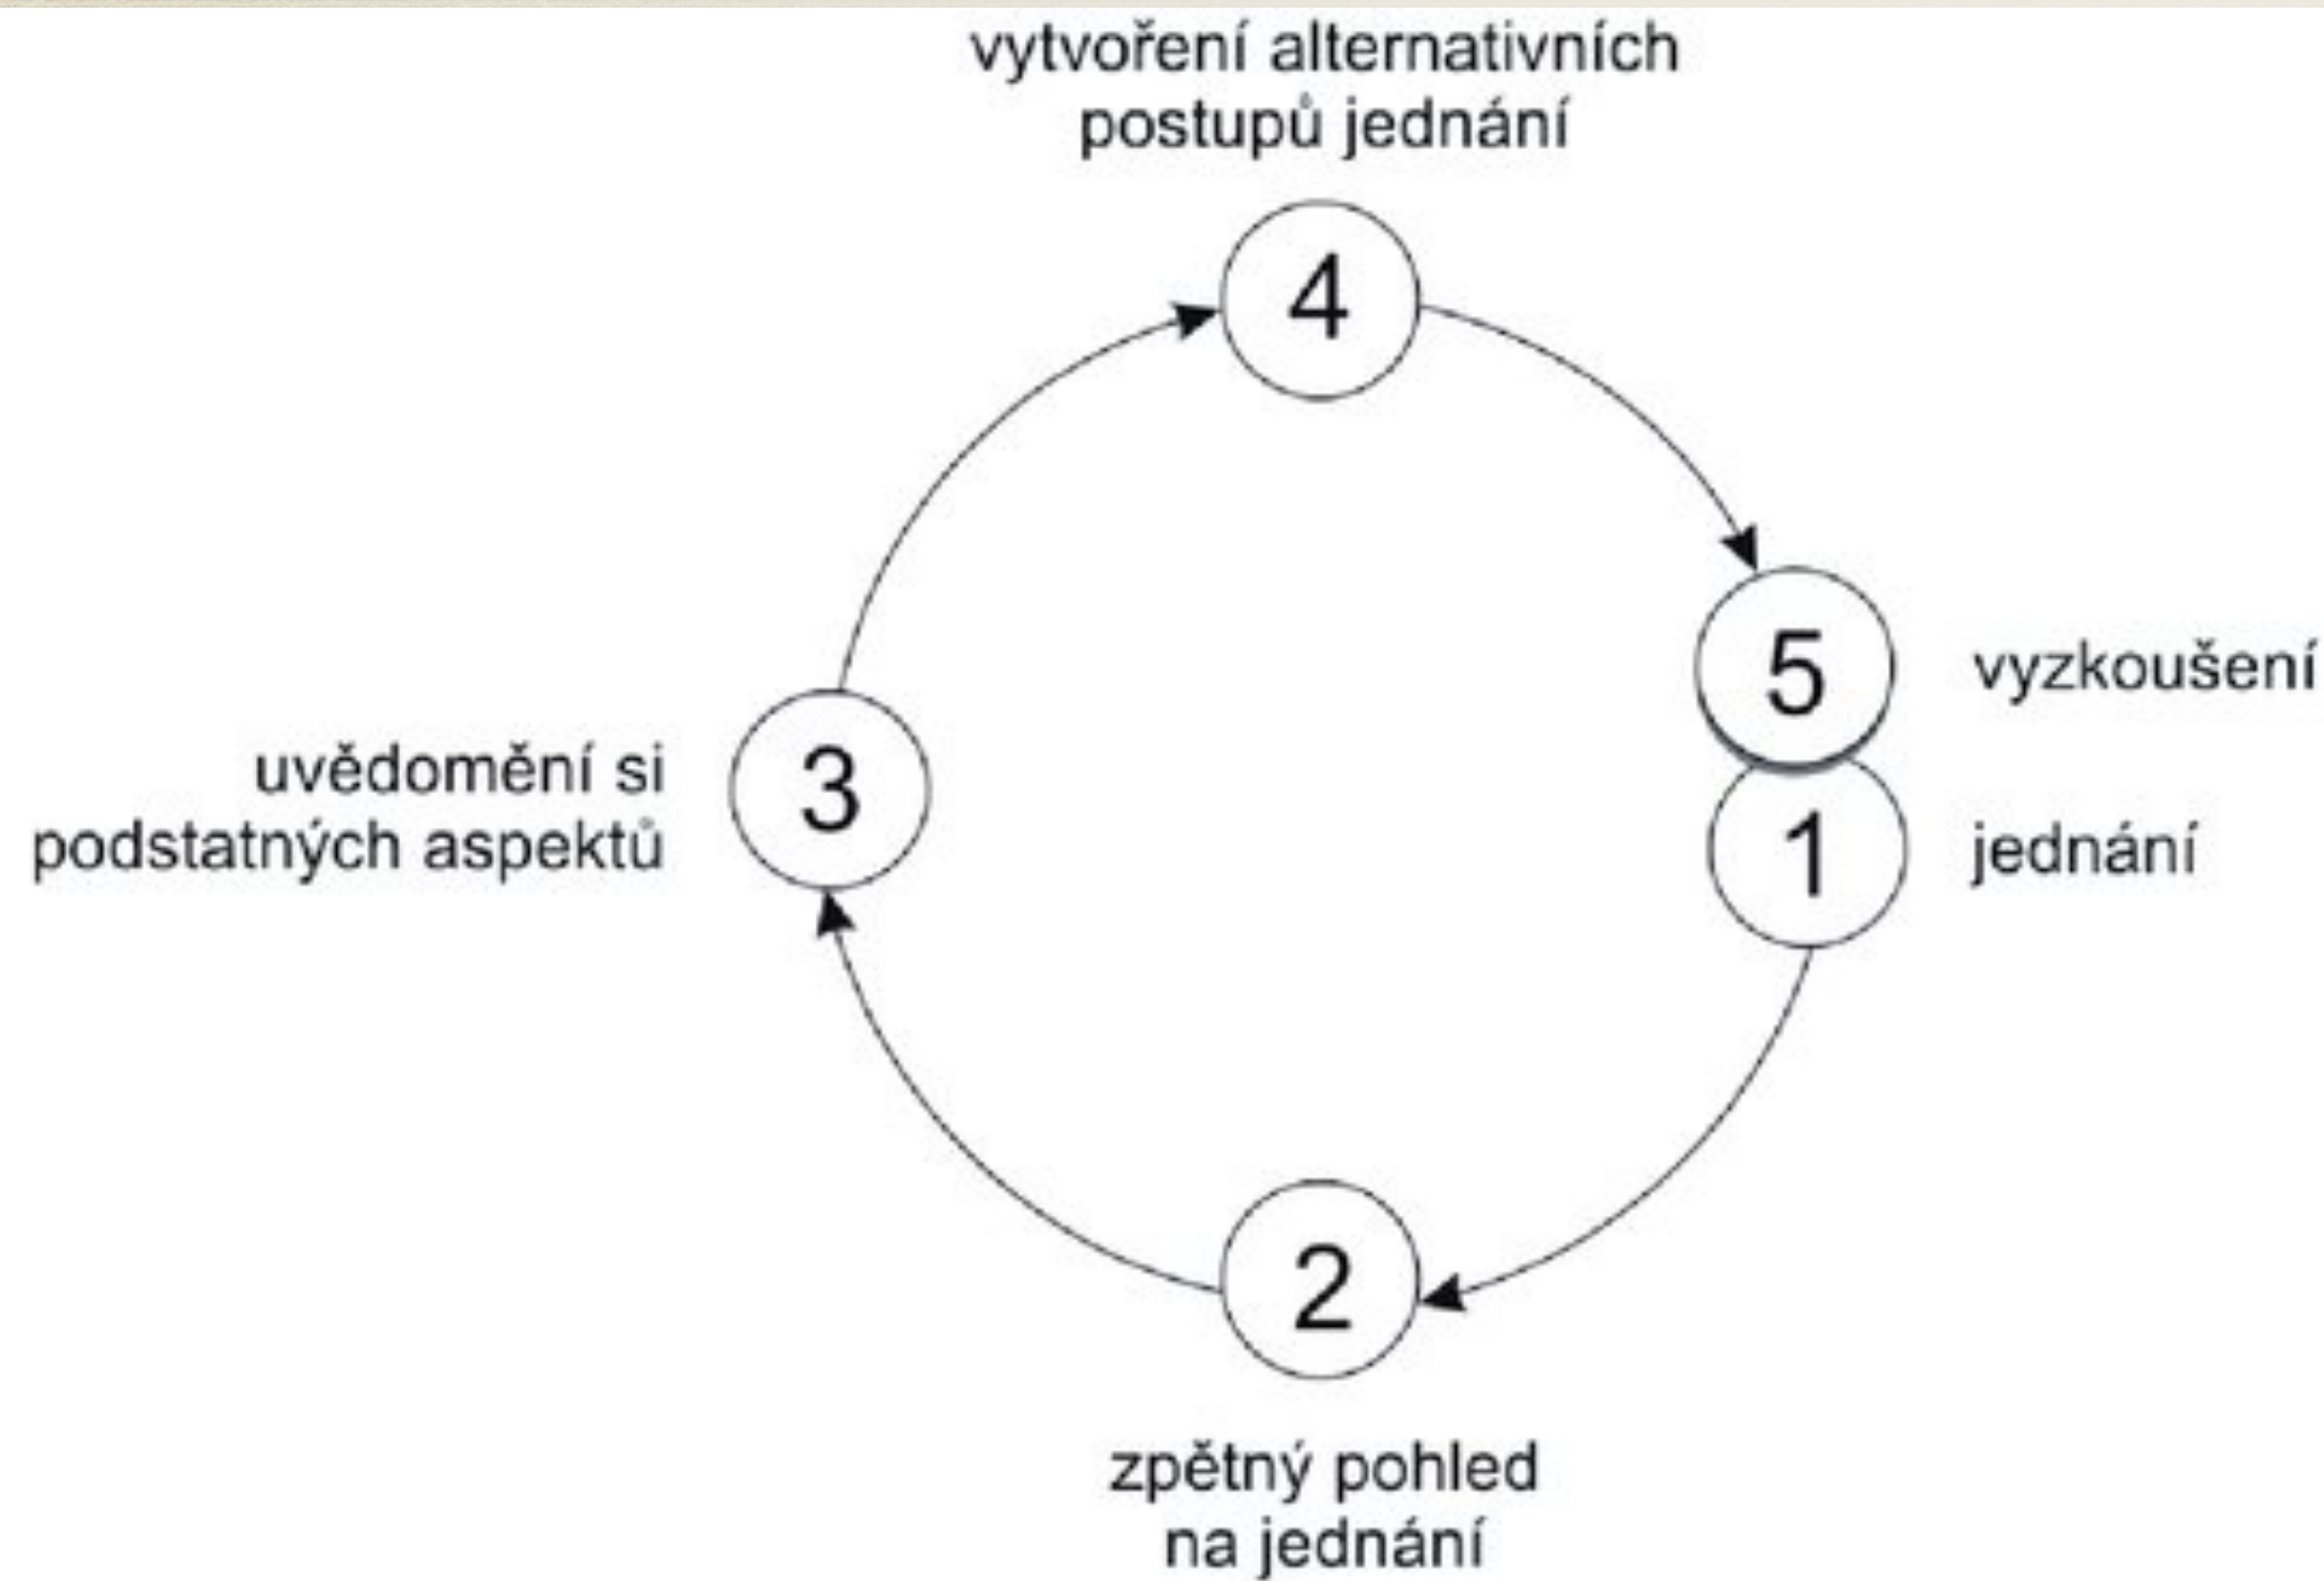 vytvoření alternativních
postupů jednání
4
5
vyzkoušení
3
uvědomění si
podstatných aspektů
1
jednání
2
zpětný pohled
na jednání